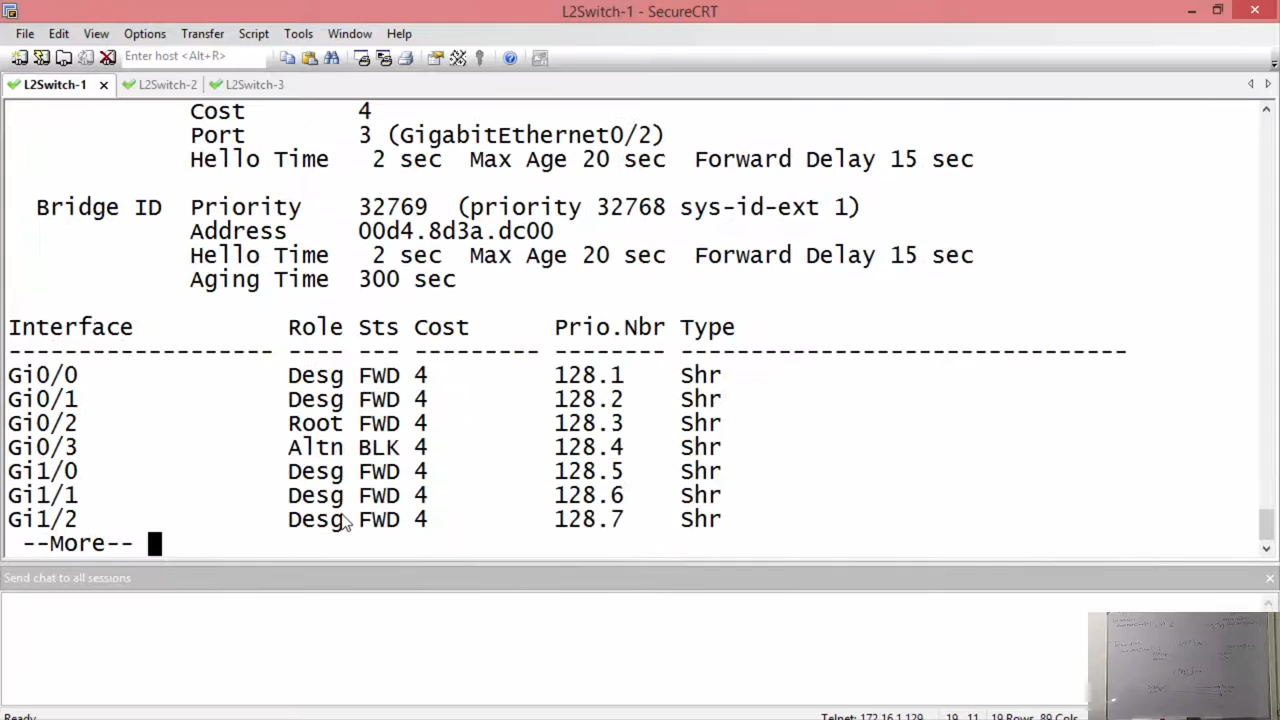 L2Switch-1 - SecureCRT
File Edit View Options Transfer Script Tools Window Help
Enter host <Alt+R>
L2Switch-1 L2Switch-2 L2Switch-3
Cost 4
Port 3 (GigabitEthernet0/2)
Hello Time 2 sec Max Age 20 sec Forward Delay 15 sec
Bridge ID Priority 32769 (priority 32768 sys-id-ext 1)
Address 00d4.8d3a.dc00
Hello Time 2 sec Max Age 20 sec Forward Delay 15 sec
Aging Time 300 sec
Interface Role Sts Cost Prio.Nbr Type
------------------- ---- --- --------- -------- --------------------------------
Gi0/0 Desg FWD 4 128.1 Shr
Gi0/1 Desg FWD 4 128.2 Shr
Gi0/2 Root FWD 4 128.3 Shr
Gi0/3 Altn BLK 4 128.4 Shr
Gi1/0 Desg FWD 4 128.5 Shr
Gi1/1 Desg FWD 4 128.6 Shr
Gi1/2 Desg FWD 4 128.7 Shr
--More--
Send chat to all sessions
Ready Telnet: 172.16.1.129 19, 11 19 Rows, 89 Cols